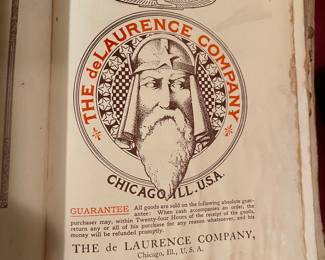 THE deLAURENCE COMPANY
CHICAGO, ILL. U.S.A.
GUARANTEE All goods are sold on the following absolute guar-
anter: When cash accompanies an order, the
purchaser may, within Twenty-four Hours of the receipt of the goods,
return any or all of his purchase for any reason whatsoever, and his
money will be refunded promptly.
THE de LAURENCE COMPANY,
Chicago, Ill., U. S. A.